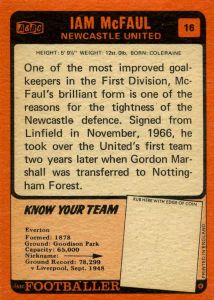 A&BC
IAM McFAUL
NEWCASTLE UNITED
16
HEIGHT: 5' 9½" WEIGHT: 12st. 0lb. BORN: COLERAINE
One of the most improved goal-
keepers in the First Division, Mc-
Faul's brilliant form is one of the
reasons for the tightness of the
Newcastle defence. Signed from
Linfield in November, 1966, he
took over the United's first team
two years later when Gordon Mar-
shall was transferred to Notting-
ham Forest.
KNOW YOUR TEAM
Everton
Formed: 1878
Ground: Goodison Park
Capacity: 65,000
Nickname:
Ground Record: 78,299
v Liverpool, Sept. 1948
RUB HERE WITH EDGE OF COIN
PRINTED IN ENGLAND
FOOTBALLER